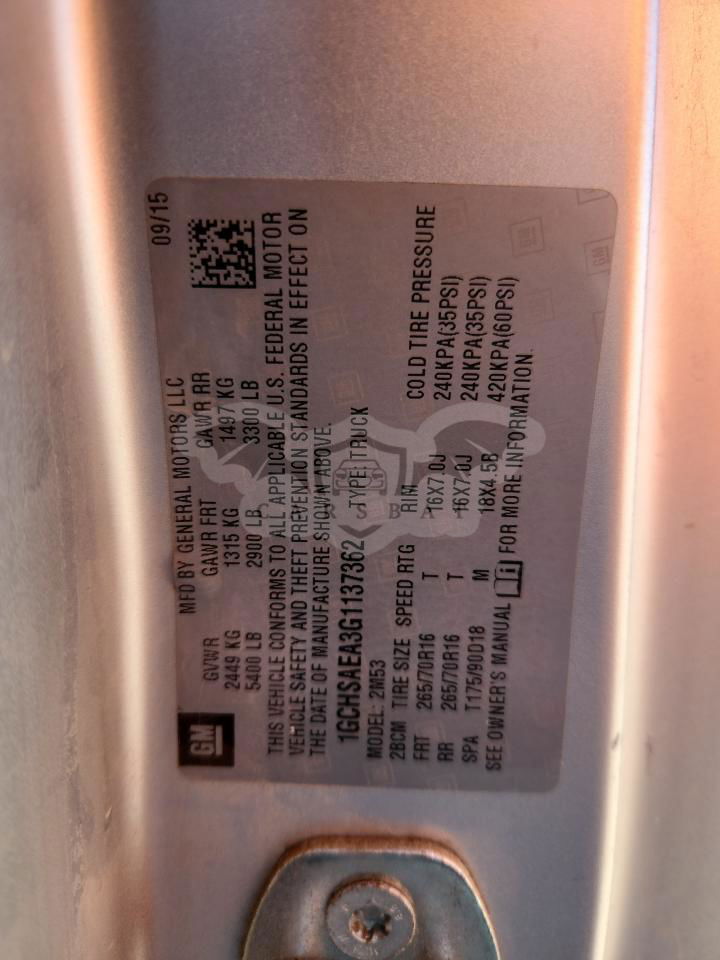 MFD BY GENERAL MOTORS LLC 09/15
GM
GVWR GAWR FRT GAWR RR
2449 KG 1315 KG 1497 KG
5400 LB 2900 LB 3300 LB
THIS VEHICLE CONFORMS TO ALL APPLICABLE U.S. FEDERAL MOTOR
VEHICLE SAFETY AND THEFT PREVENTION STANDARDS IN EFFECT ON
THE DATE OF MANUFACTURE SHOWN ABOVE.
1GCHSAEA3G1137362 TYPE: TRUCK
MODEL: 2M53
2BCM TIRE SIZE SPEED RTG RIM COLD TIRE PRESSURE
FRT 265/70R16 T 16X7.0J 240KPA(35PSI)
RR 265/70R16 T 16X7.0J 240KPA(35PSI)
SPA T175/90D18 M 18X4.5B 420KPA(60PSI)
SEE OWNER'S MANUAL FOR MORE INFORMATION.